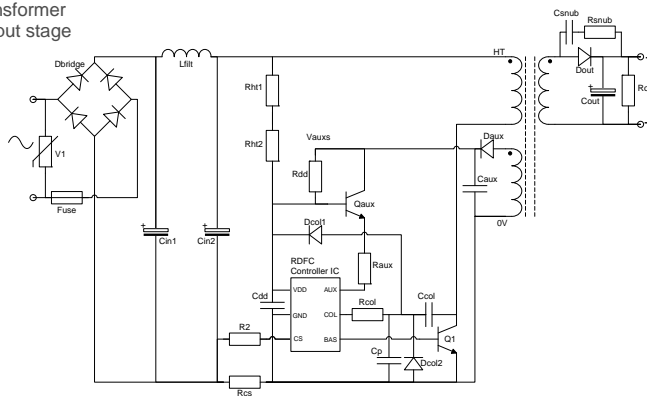 nsformer
out stage
Csnub
Rsnub
HT
Dbridge
Lfilt
Dout
+
Cout
Rht1
Vauxs
Daux
V1
Rht2
Rdd
Qaux
Caux
Fuse
Dcol1
0V
+
Cin1
+
Cin2
RDFC
Controller IC
Raux
Cdd
VDD
AUX
Rcol
Ccol
GND
COL
R2
CS
BAS
Q1
Cp
Dcol2
Rcs